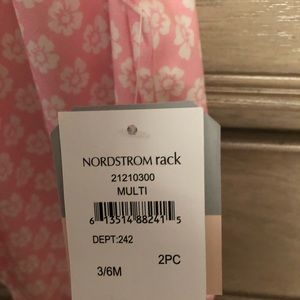 NORDSTROM rack
21210300
MULTI
6 13514 88241 5
DEPT:242
2PC
3/6M